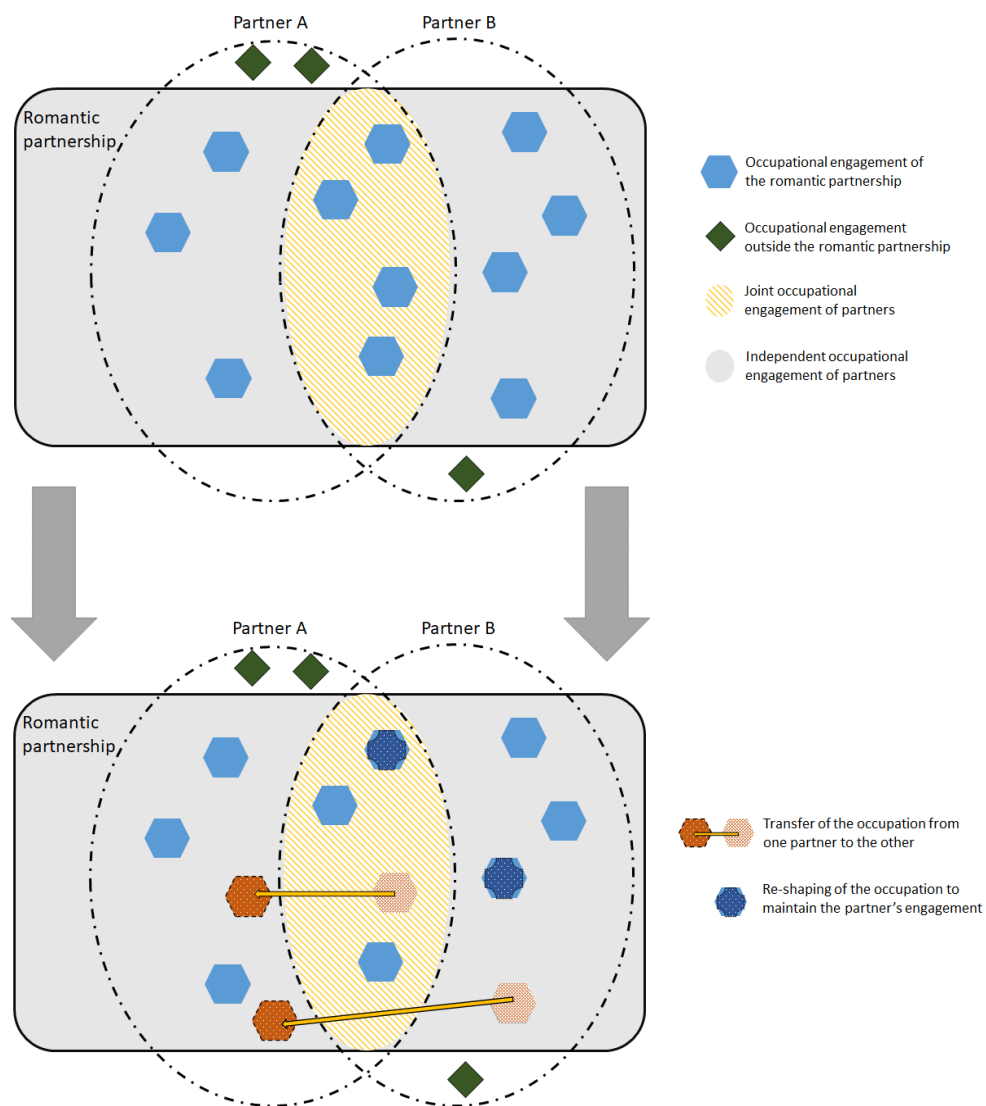 Partner A
Partner B
Romantic
partnership
Occupational engagement of
the romantic partnership
Occupational engagement
outside the romantic partnership
Joint occupational
engagement of partners
Independent occupational
engagement of partners
Partner A
Partner B
Romantic
partnership
Transfer of the occupation from
one partner to the other
Re-shaping of the occupation to
maintain the partner's engagement